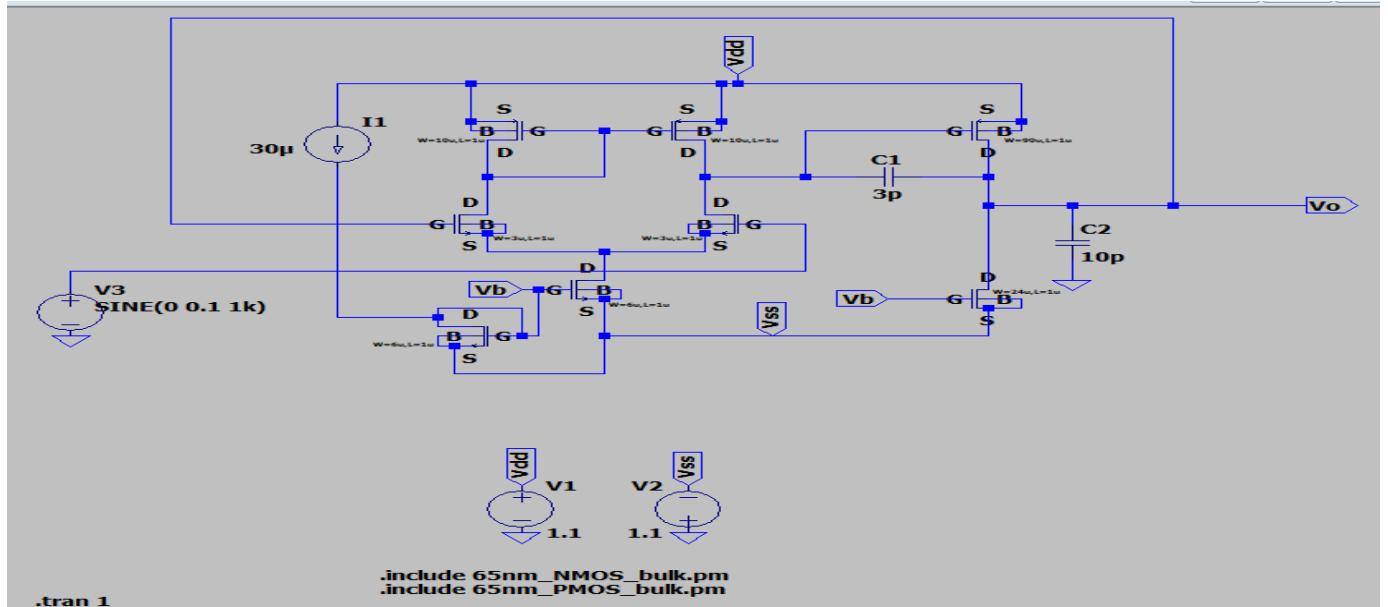 Vdd
S
S
S
I1
B
G
G
B
G
B
W=10u,L=1u
W=10u,L=1u
W=90u,L=1u
30µ
D
D
D
C1
3p
D
D
Vo
G
B
B
G
C2
W=3u,L=1u
W=3u,L=1u
S
S
10p
D
D
V3
Vb
G
B
Vb
G
B
W=24u,L=1u
SINE(0 0.1 1k)
W=6u,L=1u
D
S
Vss
S
B
G
W=6u,L=1u
S
Vdd
Vss
V1
V2
1.1
1.1
.include 65nm_NMOS_bulk.pm
.include 65nm_PMOS_bulk.pm
.tran 1